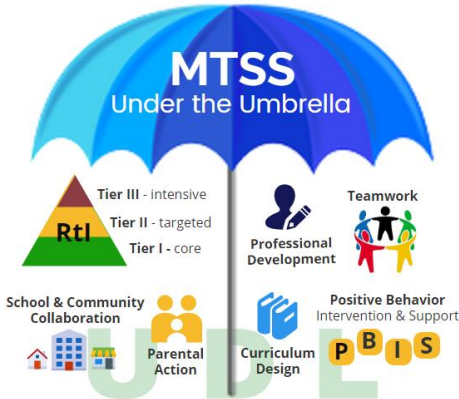 MTSS
Under the Umbrella
RtI
Tier III - intensive
Tier II - targeted
Tier I - core
Professional
Development
Teamwork
School & Community
Collaboration
Parental
Action
Curriculum
Design
Positive Behavior
Intervention & Support
PBIS
UDL